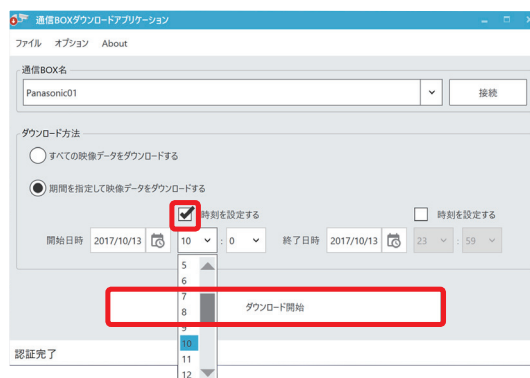 通信BOXダウンロードアプリケーション
ファイル オプション About
通信BOX名
Panasonic01 接続
ダウンロード方法
すべての映像データをダウンロードする
期間を指定して映像データをダウンロードする
時刻を設定する 時刻を設定する
開始日時 2017/10/13 10 : 0 終了日時 2017/10/13 23 : 59
5
6
7
8
ダウンロード開始
9
10
11
12
認証完了